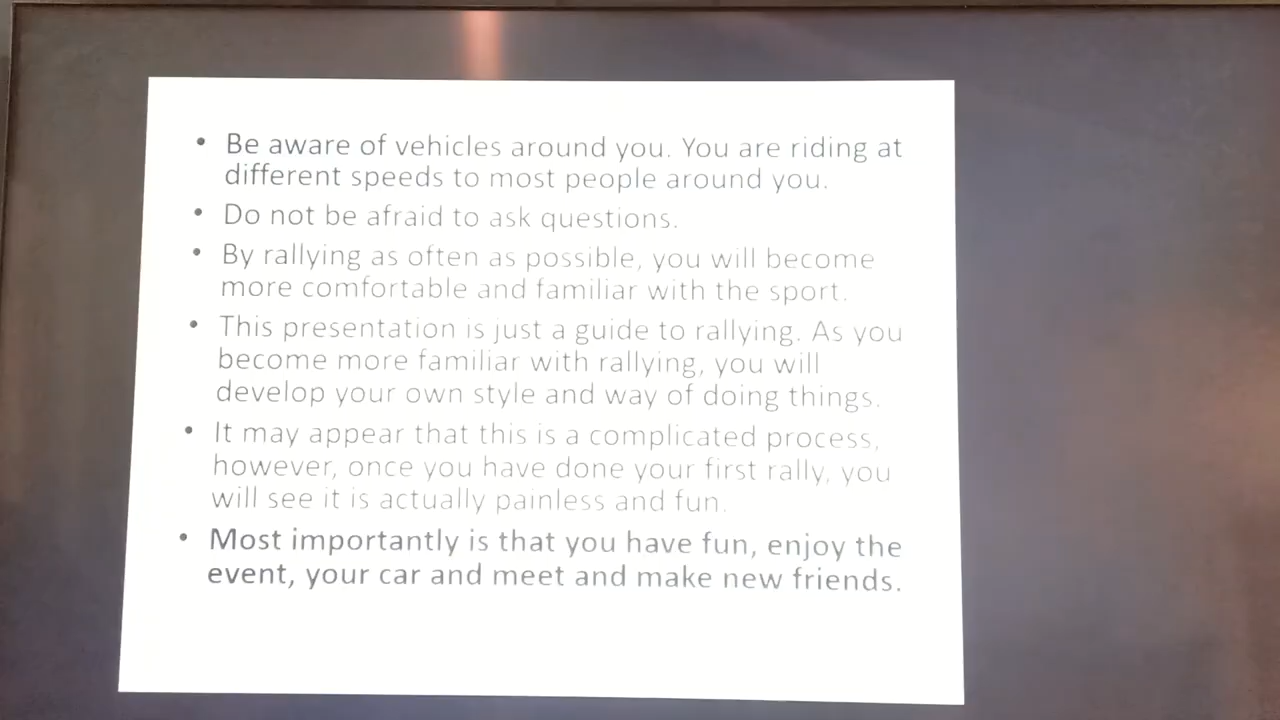 • Be aware of vehicles around you. You are riding at
different speeds to most people around you.
• Do not be afraid to ask questions.
• By rallying as often as possible, you will become
more comfortable and familiar with the sport.
• This presentation is just a guide to rallying. As you
become more familiar with rallying, you will
develop your own style and way of doing things.
• It may appear that this is a complicated process,
however, once you have done your first rally, you
will see it is actually painless and fun.
• Most importantly is that you have fun, enjoy the
event, your car and meet and make new friends.